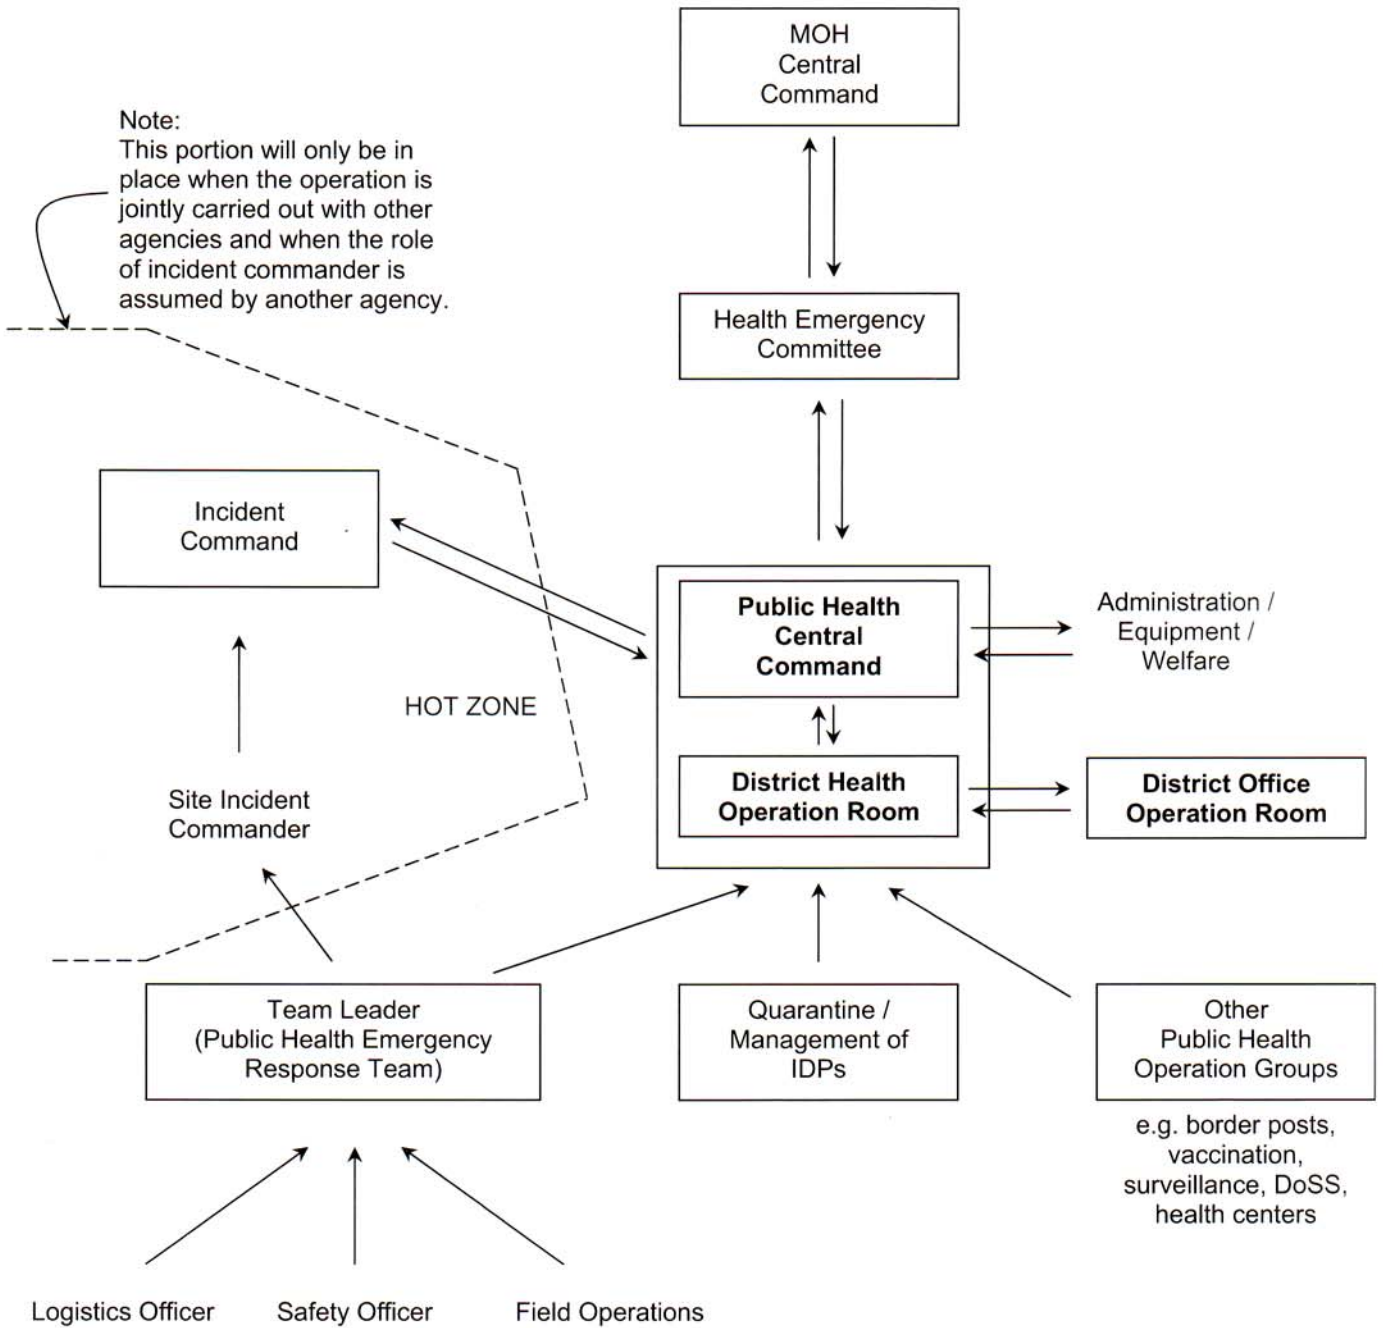 MOH
Central
Command
Note:
This portion will only be in
place when the operation is
jointly carried out with other
agencies and when the role
of incident commander is
assumed by another agency.
Health Emergency
Committee
Incident
Command
Public Health
Central
Command
Administration /
Equipment /
Welfare
HOT ZONE
District Health
Operation Room
District Office
Operation Room
Site Incident
Commander
Team Leader
(Public Health Emergency
Response Team)
Quarantine /
Management of
IDPs
Other
Public Health
Operation Groups
e.g. border posts,
vaccination,
surveillance, DoSS,
health centers
Logistics Officer
Safety Officer
Field Operations